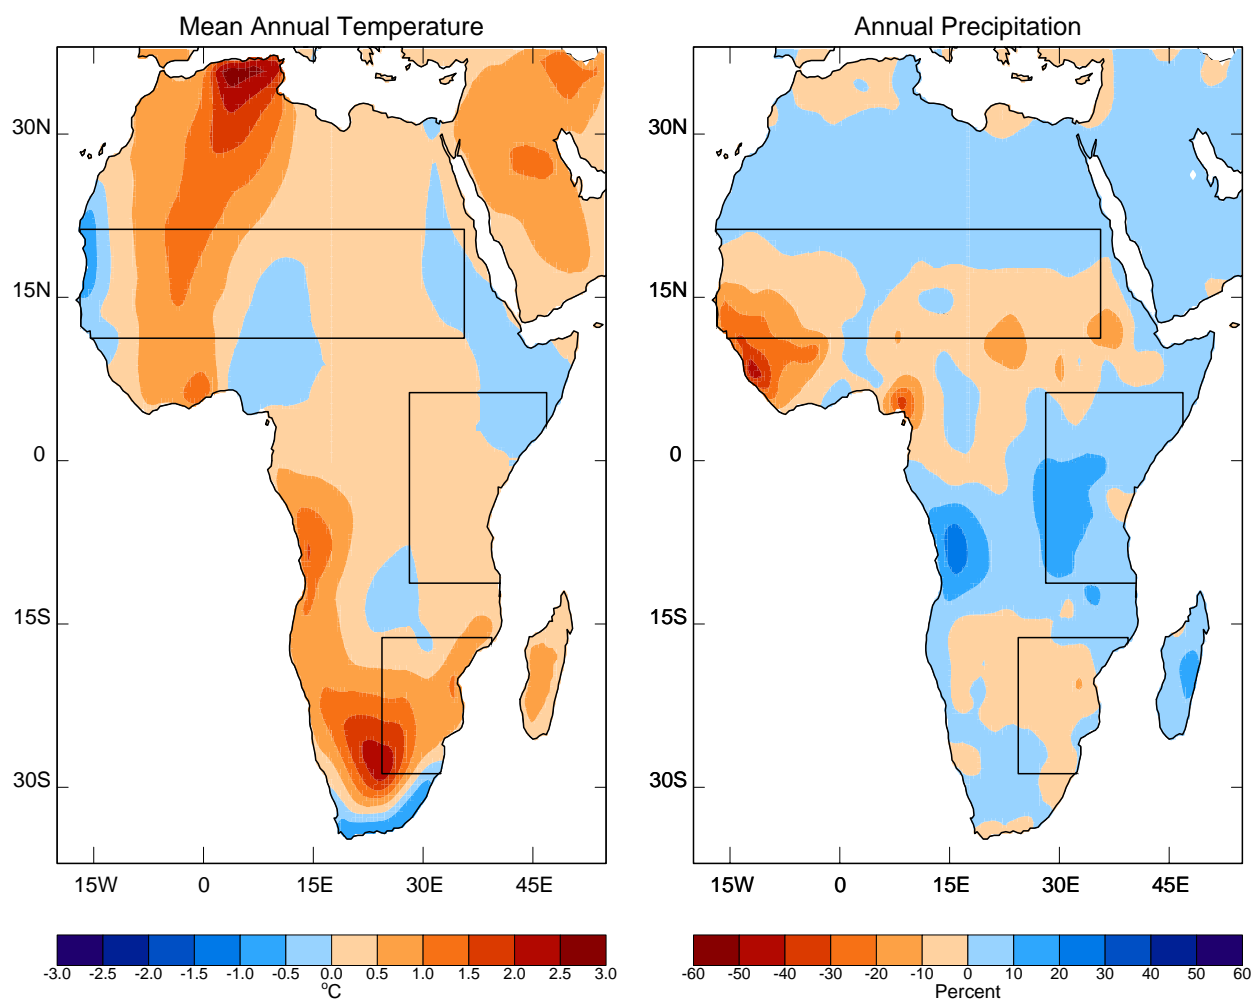 Mean Annual Temperature
Annual Precipitation
30N
15N
0
15S
30S
15W 0 15E 30E 45E
30N
15N
0
15S
30S
15W 0 15E 30E 45E
-3.0 -2.5 -2.0 -1.5 -1.0 -0.5 0.0 0.5 1.0 1.5 2.0 2.5 3.0
°C
-60 -50 -40 -30 -20 -10 0 10 20 30 40 50 60
Percent